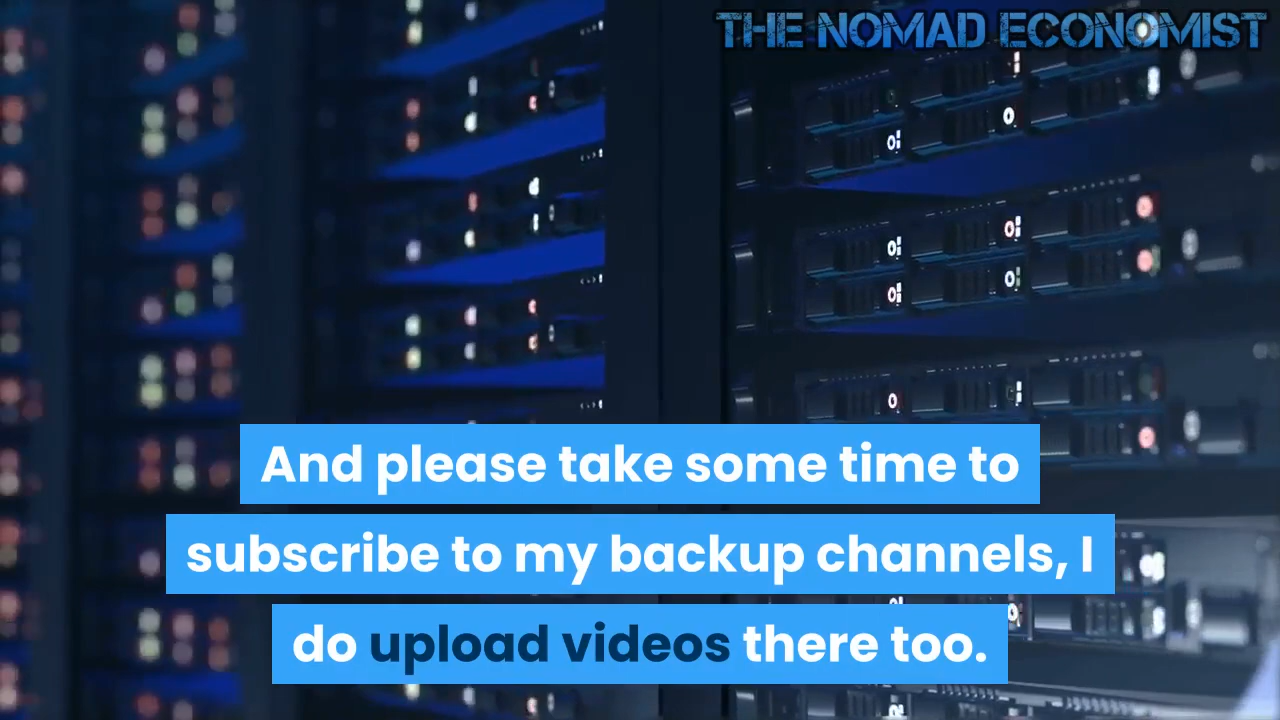 THE NOMAD ECONOMIST
And please take some time to
subscribe to my backup channels, I
do upload videos there too.